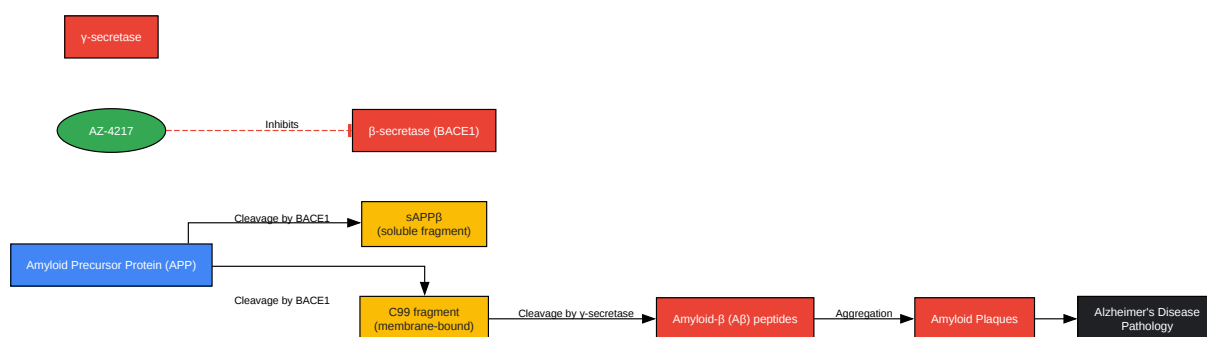 γ-secretase
AZ-4217
Inhibits
β-secretase (BACE1)
Cleavage by BACE1
sAPPβ
(soluble fragment)
Amyloid Precursor Protein (APP)
Cleavage by BACE1
C99 fragment
(membrane-bound)
Cleavage by γ-secretase
Amyloid-β (Aβ) peptides
Aggregation
Amyloid Plaques
Alzheimer's Disease
Pathology